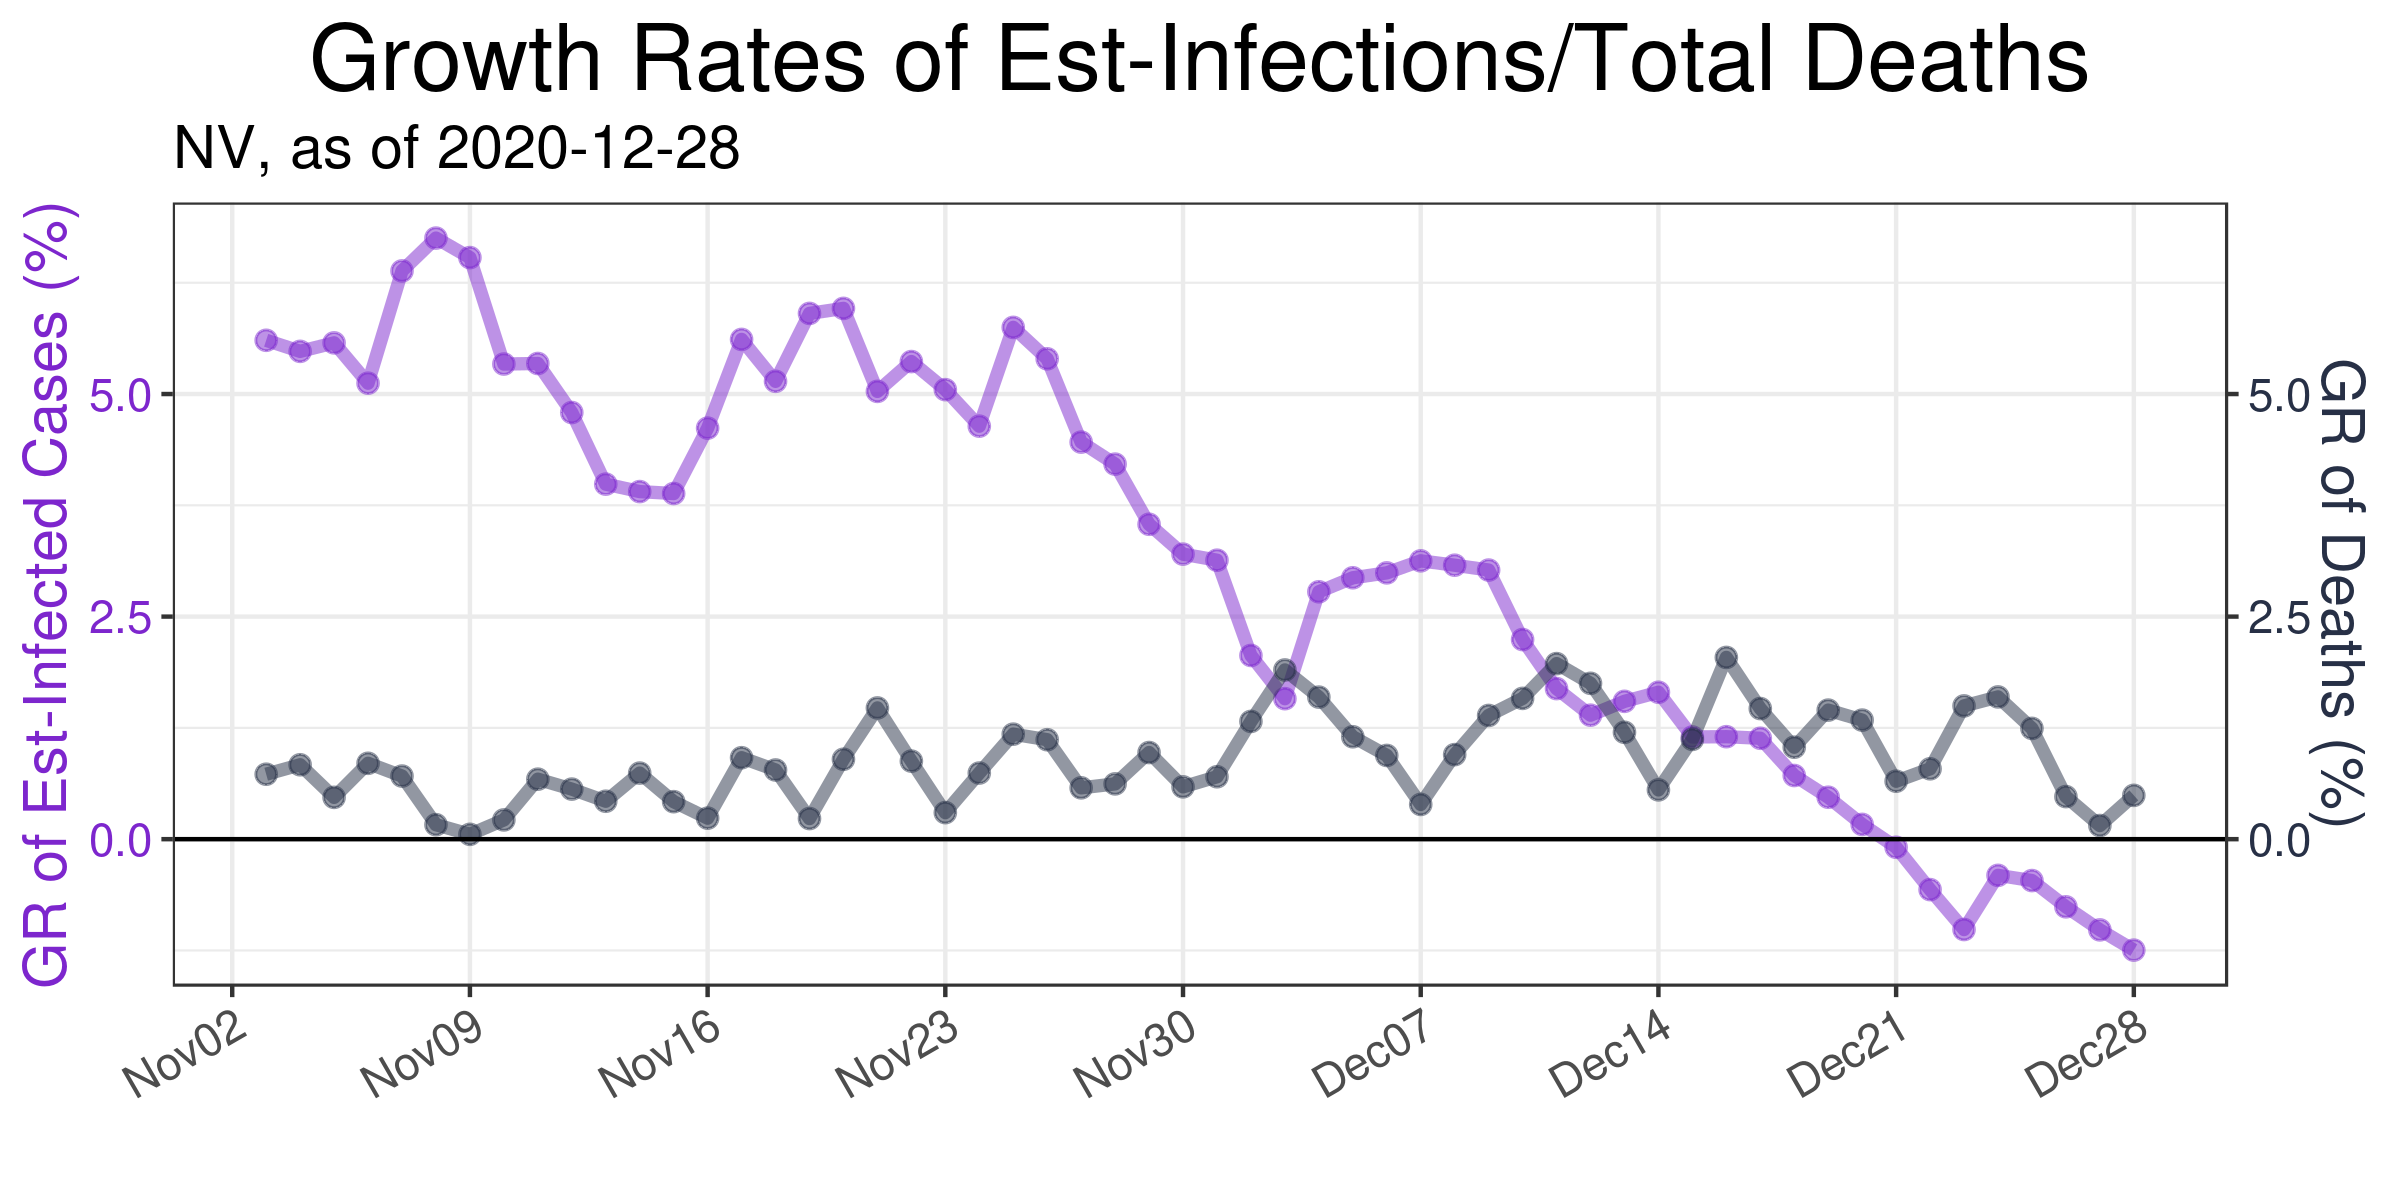 Growth Rates of Est-Infections/Total Deaths
NV, as of 2020-12-28
GR of Est-Infected Cases (%)
5.0
2.5
0.0
5.0
2.5
0.0
GR of Deaths (%)
Nov02
Nov09
Nov16
Nov23
Nov30
Dec07
Dec14
Dec21
Dec28